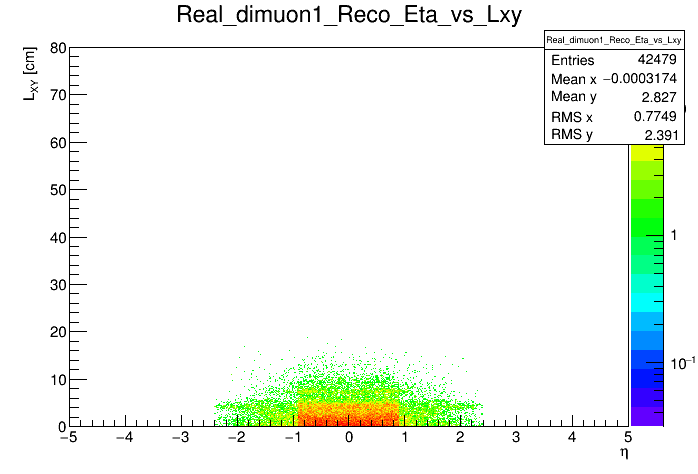 Real_dimuon1_Reco_Eta_vs_Lxy
Real_dimuon1_Reco_Eta_vs_Lxy
Entries 42479
Mean x −0.0003174
Mean y 2.827
RMS x 0.7749
RMS y 2.391
L_XY [cm]
80
70
60
50
40
30
20
10
0
−5 −4 −3 −2 −1 0 1 2 3 4 5
η
1
10^−1